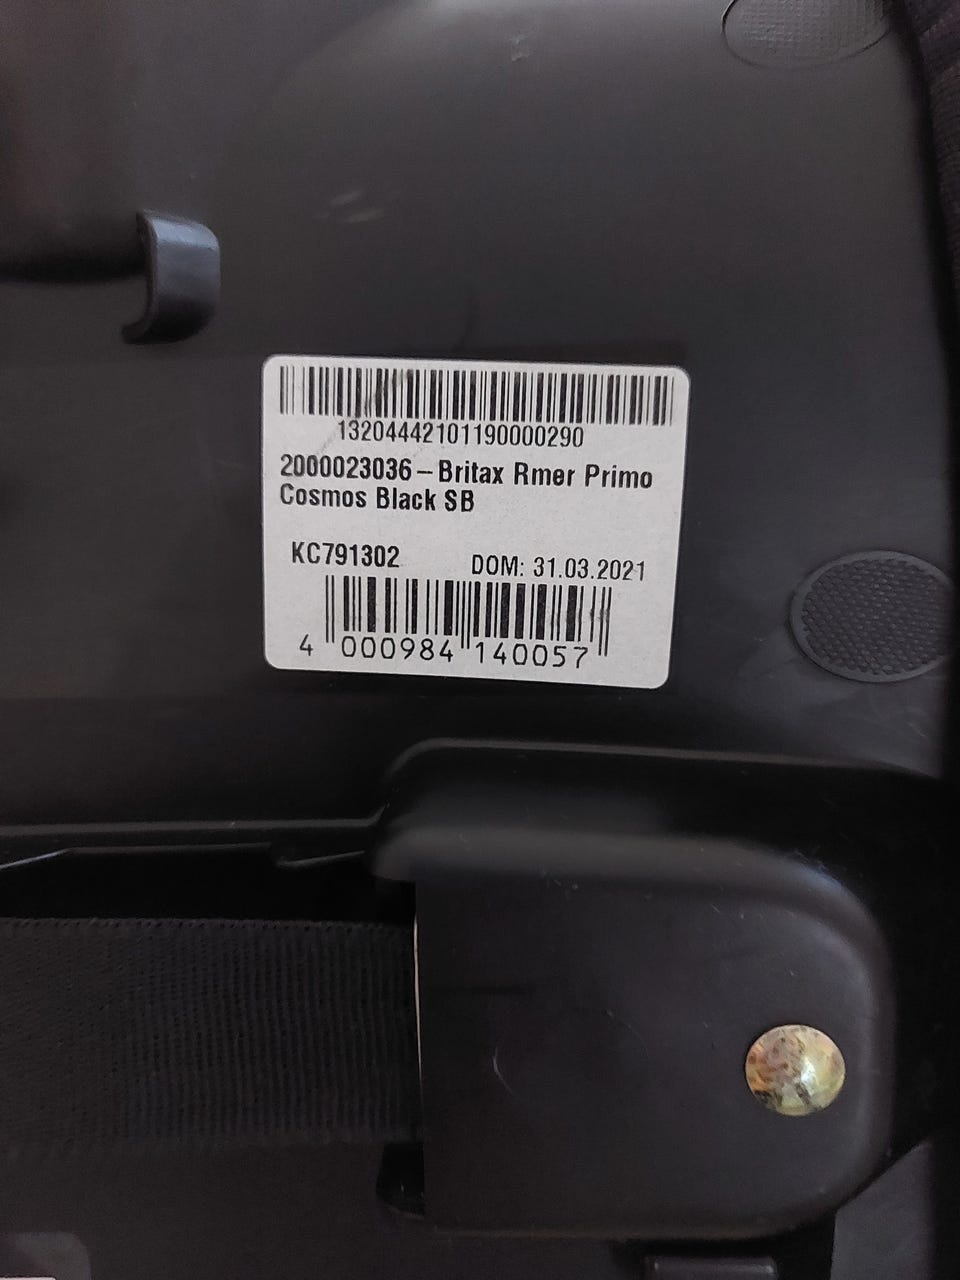 13204442101190000290
2000023036 – Britax Rmer Primo
Cosmos Black SB
KC791302 DOM: 31.03.2021
4 000984 140057